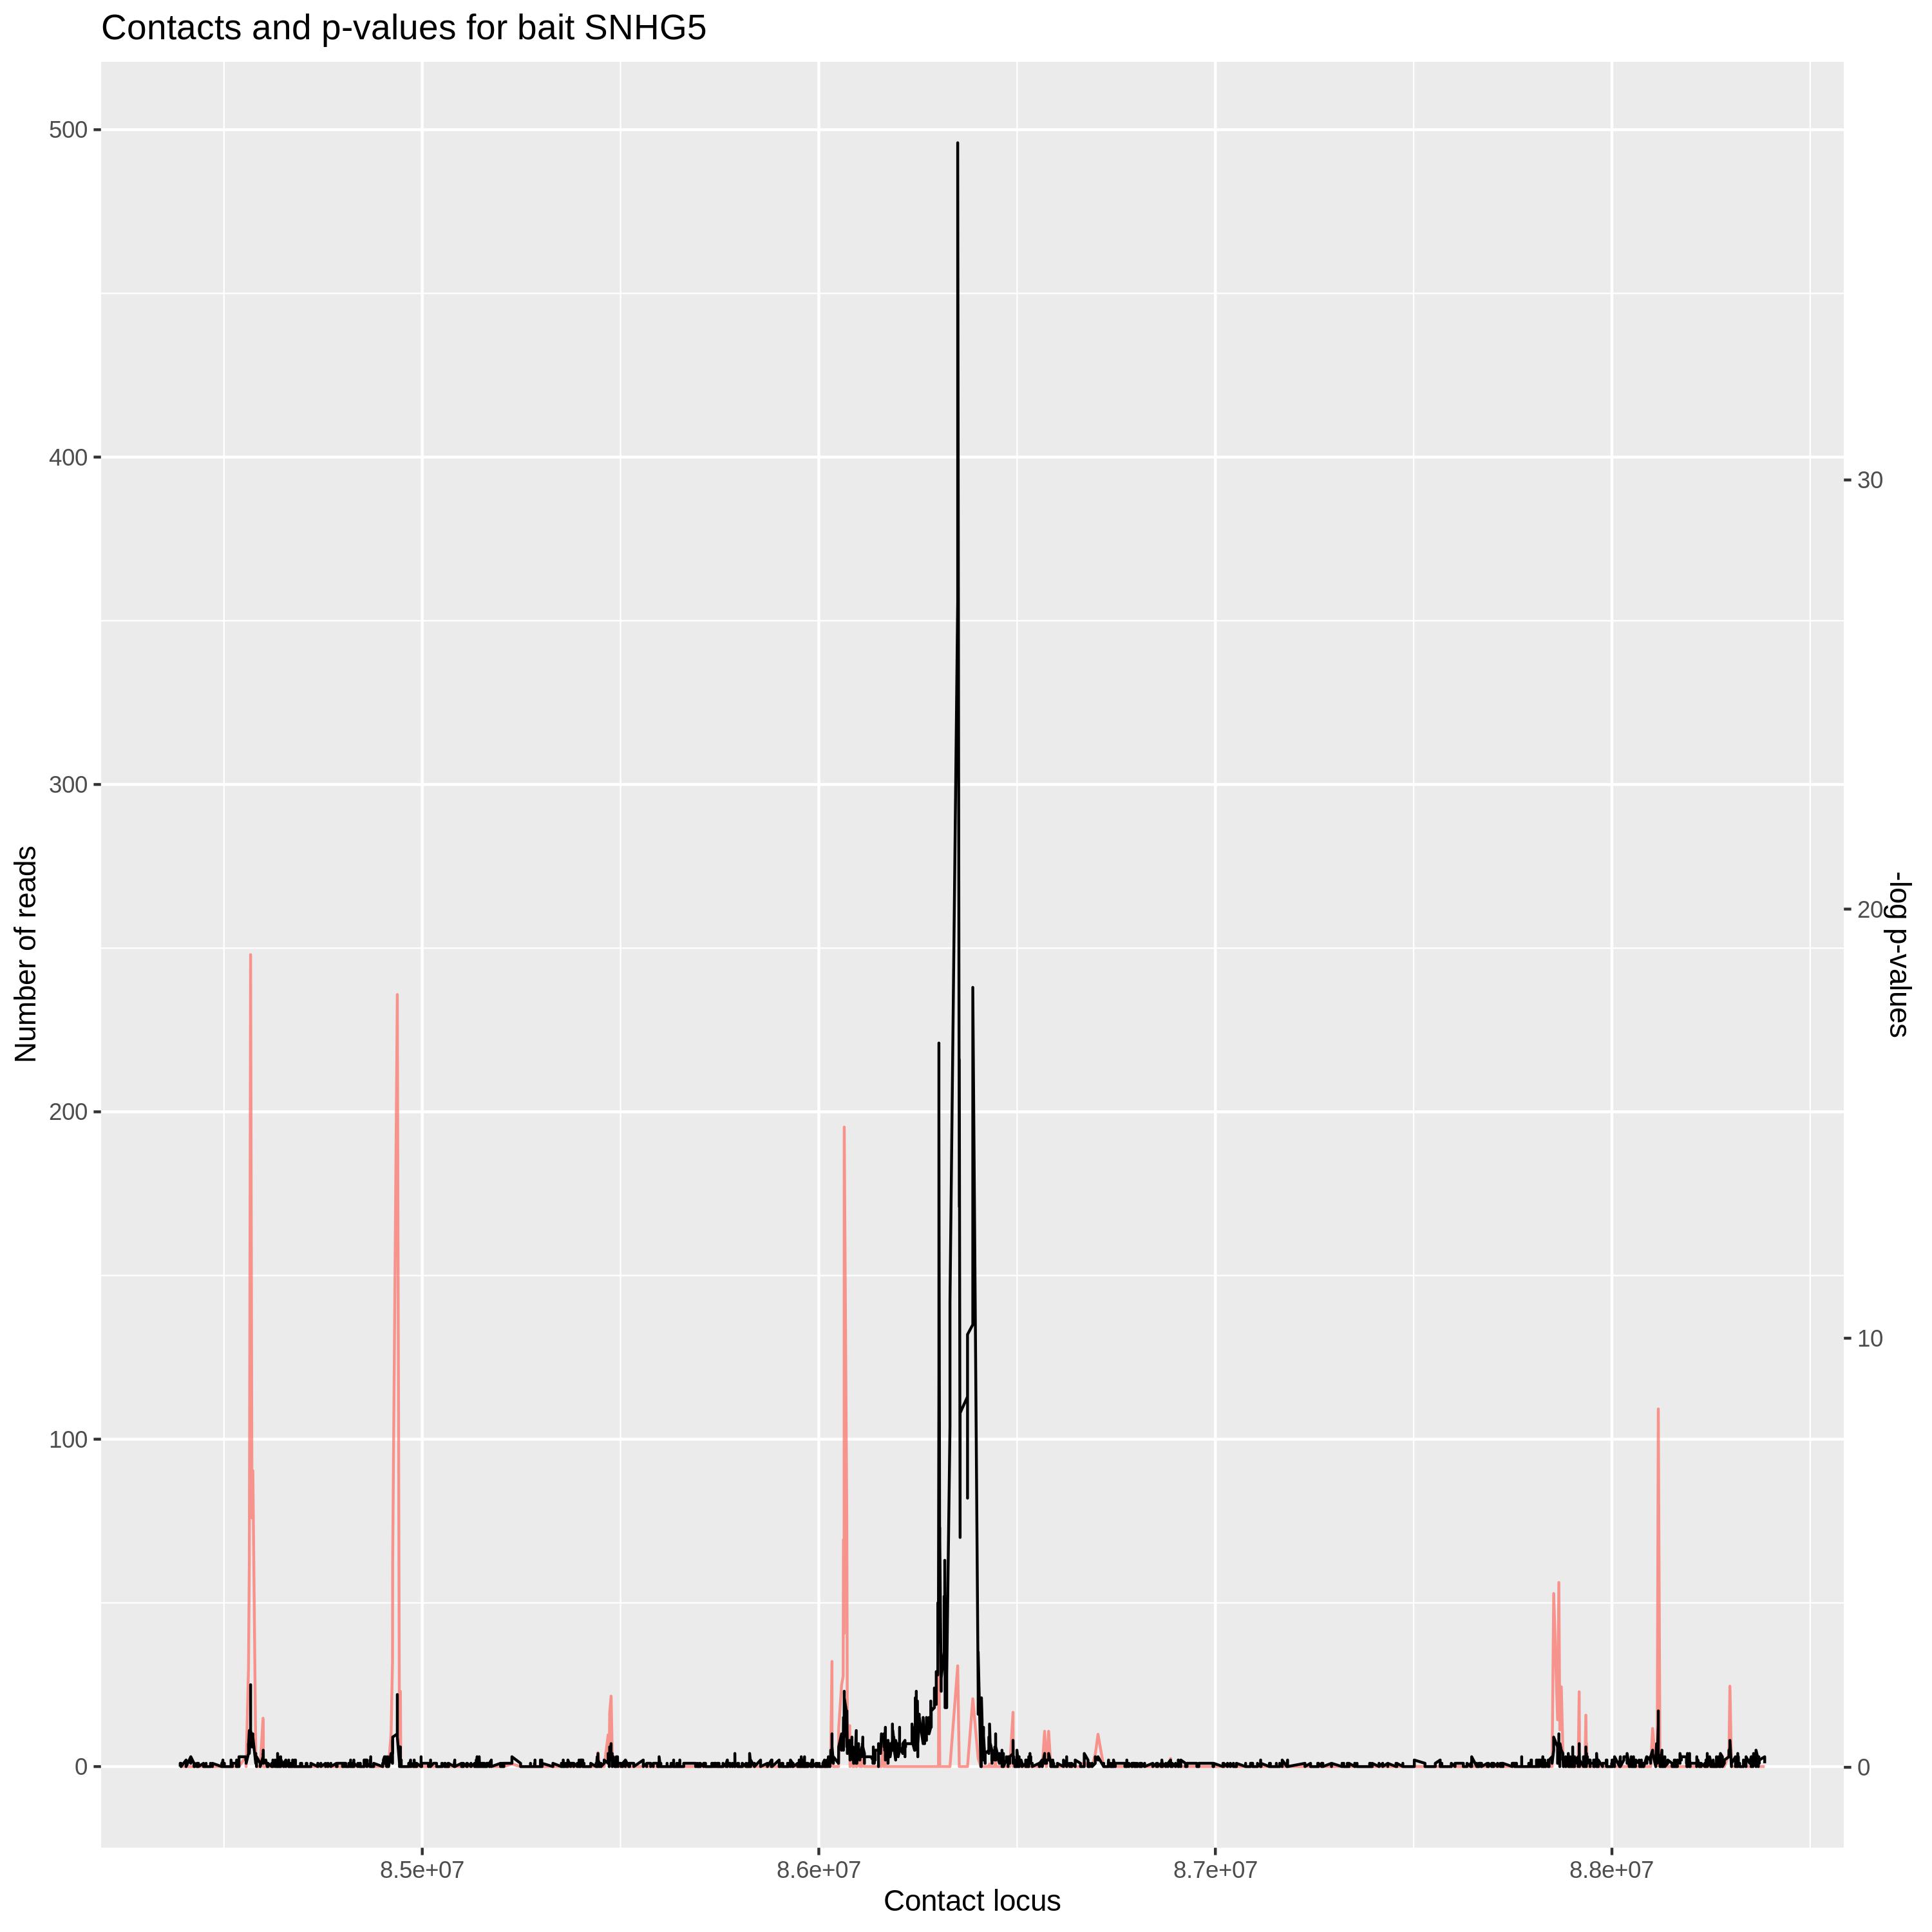 Contacts and p-values for bait SNHG5
500
400
300
200
100
0
Number of reads
30
20
10
0
-log p-values
8.5e+07
8.6e+07
8.7e+07
8.8e+07
Contact locus